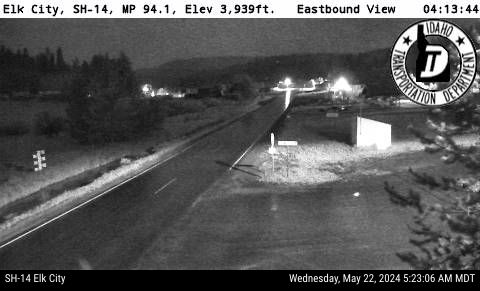 Elk City, SH-14, MP 94.1, Elev 3,939ft.   Eastbound View   04:13:44
IDAHO
TRANSPORTATION DEPARTMENT
SH-14 Elk City   Wednesday, May 22, 2024 5:23:06 AM MDT